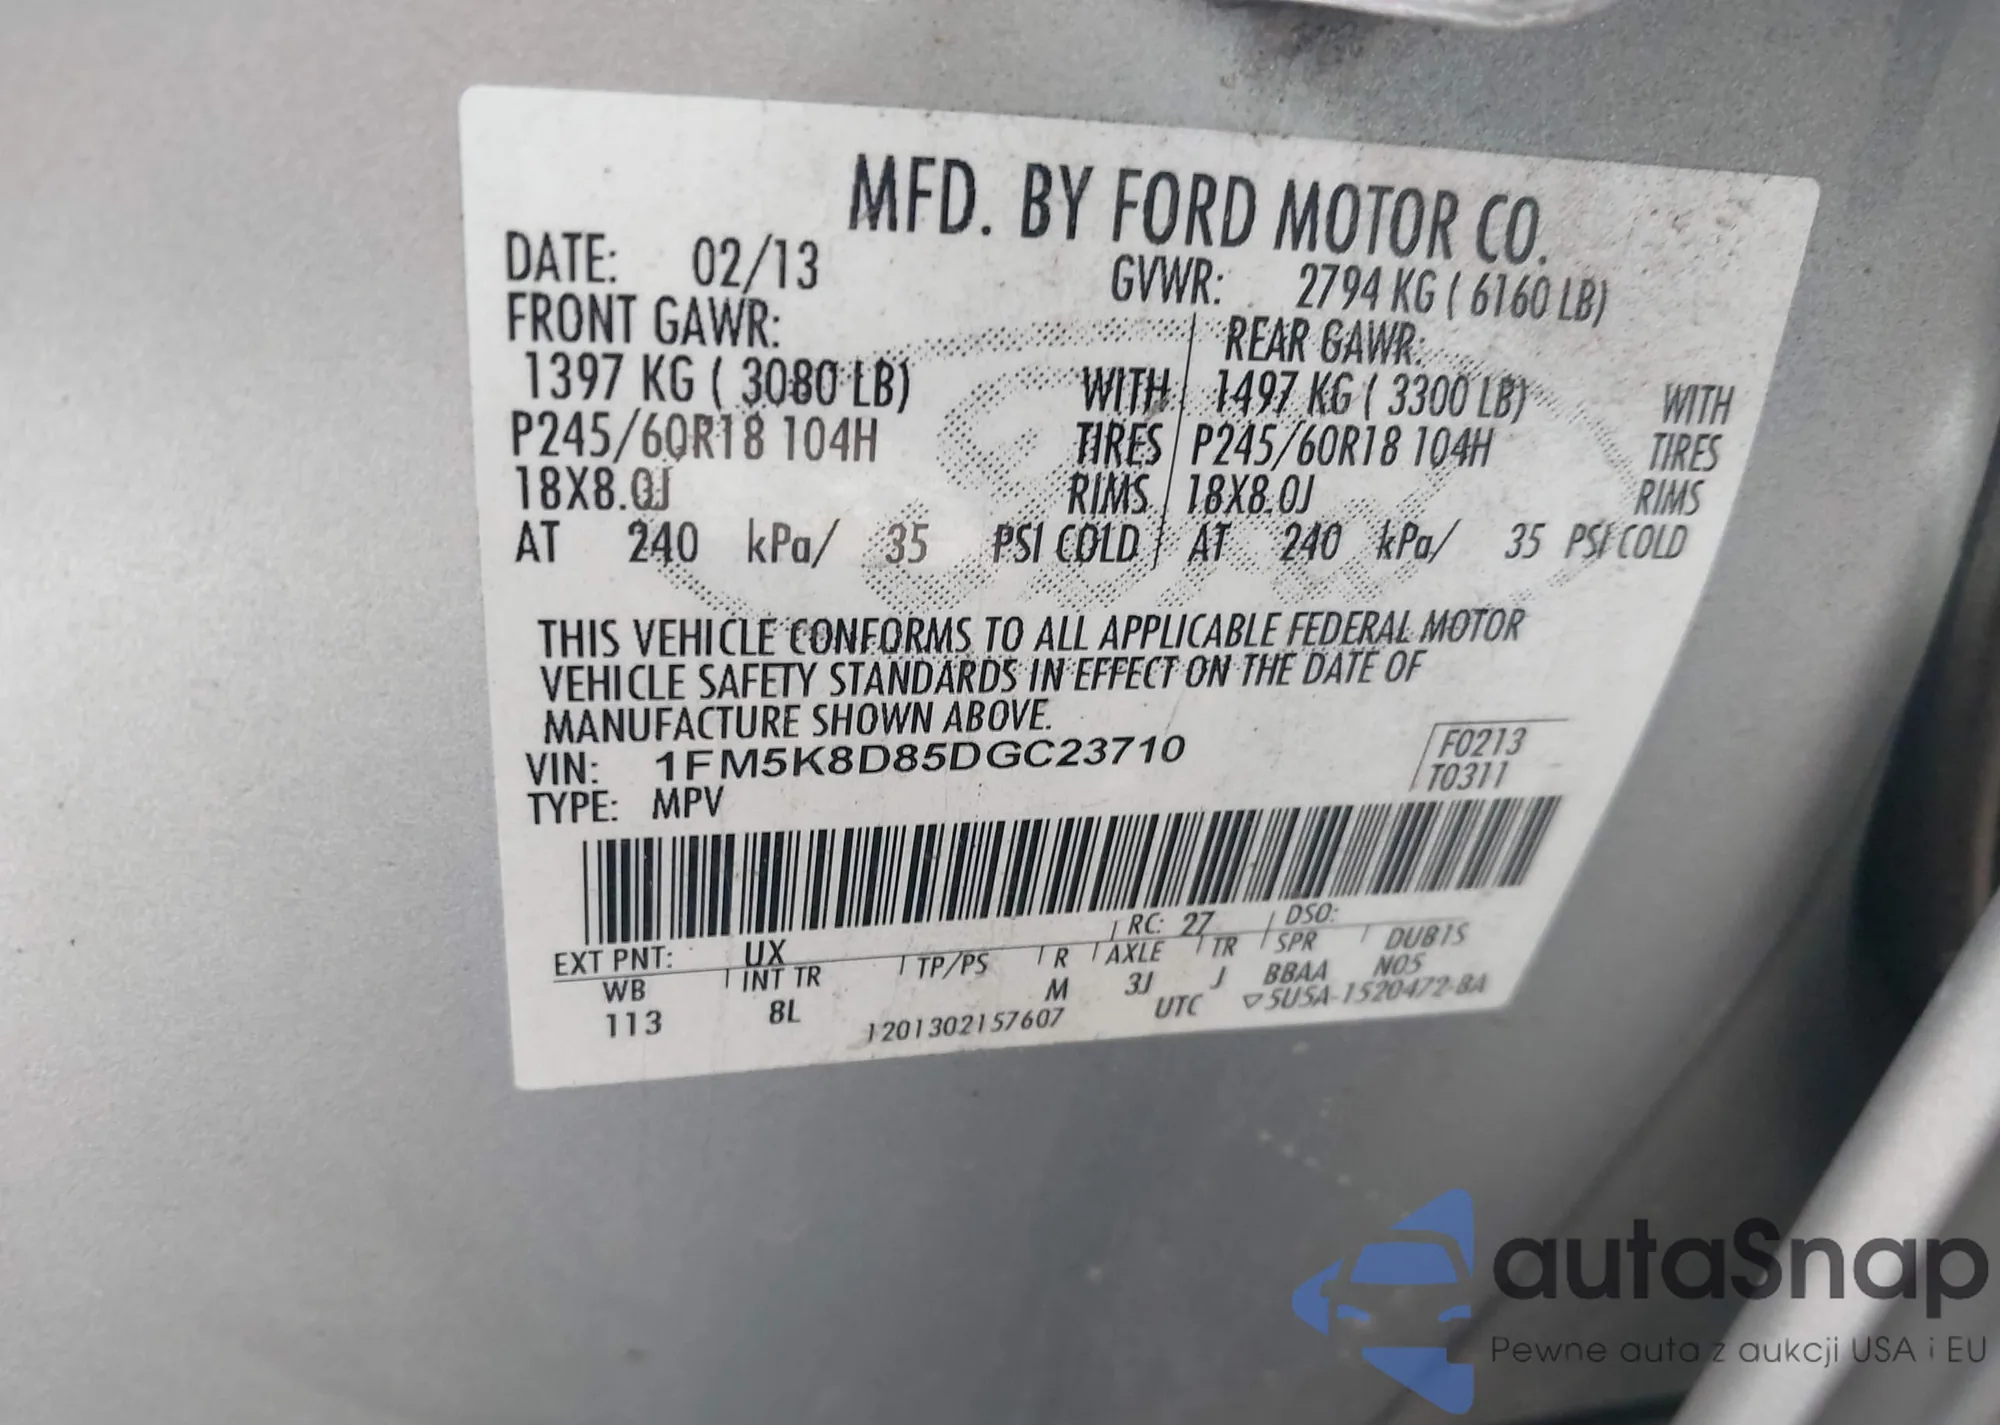 MFD. BY FORD MOTOR CO.
DATE: 02/13 GVWR: 2794 KG ( 6160 LB)
FRONT GAWR: REAR GAWR:
1397 KG ( 3080 LB) WITH 1497 KG ( 3300 LB) WITH
P245/60R18 104H TIRES P245/60R18 104H TIRES
18X8.0J RIMS 18X8.0J RIMS
AT 240 kPa/ 35 PSI COLD AT 240 kPa/ 35 PSI COLD
THIS VEHICLE CONFORMS TO ALL APPLICABLE FEDERAL MOTOR
VEHICLE SAFETY STANDARDS IN EFFECT ON THE DATE OF
MANUFACTURE SHOWN ABOVE.
VIN: 1FM5K8D85DGC23710 F0213
TYPE: MPV T0311
RC: 27 DSO:
EXT PNT: UX
WB INT TR TP/PS R AXLE TR SPR DUB1S
113 8L M 3J J BBAA N05
1201302157607 UTC ▽5U5A-1520472-BA
autaSnap
Pewne auta z aukcji USA i EU